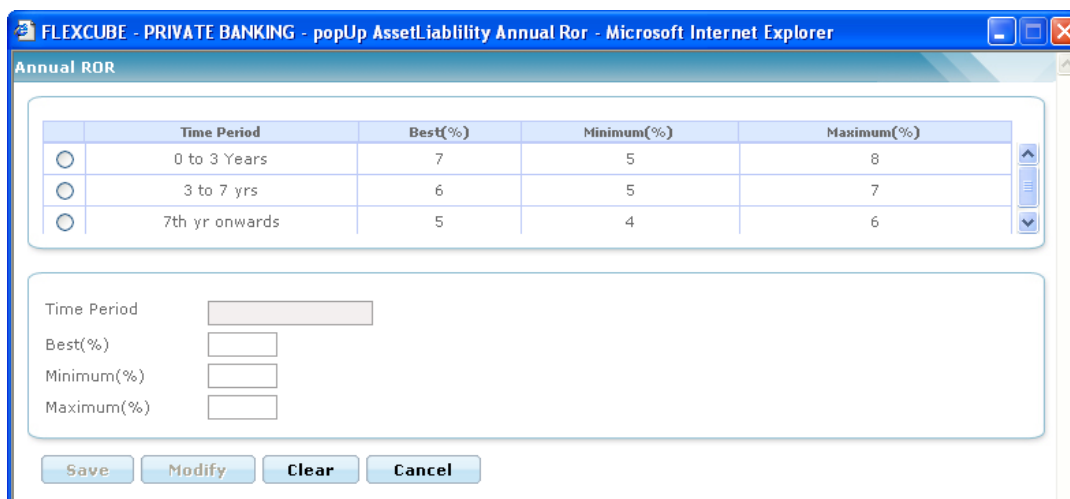 FLEXCUBE - PRIVATE BANKING - popUp AssetLiablility Annual Ror - Microsoft Internet Explorer
Annual ROR
Time Period Best(%) Minimum(%) Maximum(%)
0 to 3 Years 7 5 8
3 to 7 yrs 6 5 7
7th yr onwards 5 4 6
Time Period
Best(%)
Minimum(%)
Maximum(%)
Save Modify Clear Cancel